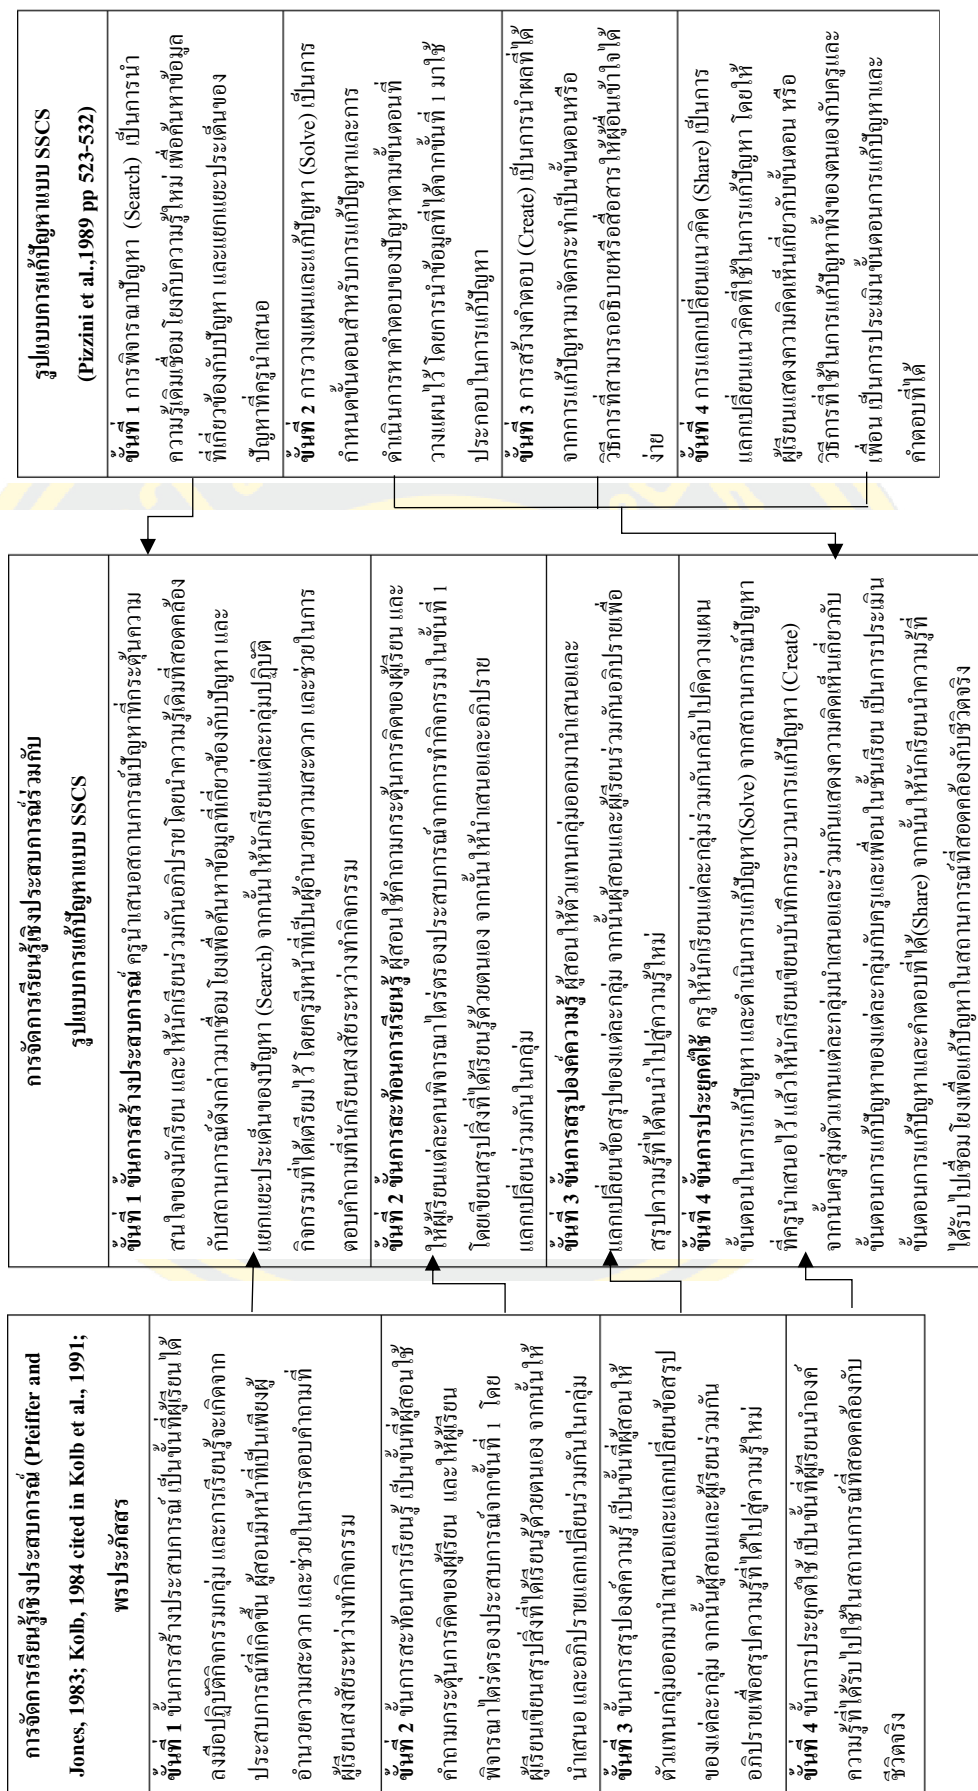 การจัดการเรียนรู้เชิงประสบการณ์ (Pfeiffer and
Jones, 1983; Kolb, 1984 cited in Kolb et al., 1991;
พรประภัสสร
ขั้นที่ 1 ขั้นการสร้างประสบการณ์ เป็นขั้นที่ผู้เรียนได้
ลงมือปฏิบัติกิจกรรมกลุ่ม และการเรียนรู้จะเกิดจาก
ประสบการณ์ที่เกิดขึ้น ผู้สอนมีหน้าที่เป็นเพียงผู้
อำนวยความสะดวก และช่วยในการตอบคำถามที่
ผู้เรียนสงสัยระหว่างทำกิจกรรม
ขั้นที่ 2 ขั้นการสะท้อนการเรียนรู้ เป็นขั้นที่ผู้สอนใช้
คำถามกระตุ้นการคิดของผู้เรียน และให้ผู้เรียน
พิจารณาไตร่ตรองประสบการณ์จากขั้นที่ 1 โดย
ผู้เรียนเขียนสรุปสิ่งที่ได้เรียนรู้ด้วยตนเอง จากนั้นให้
นำเสนอ และอภิปรายแลกเปลี่ยนร่วมกันในกลุ่ม
ขั้นที่ 3 ขั้นการสรุปองค์ความรู้ เป็นขั้นที่ผู้สอนให้
ตัวแทนกลุ่มออกมานำเสนอและแลกเปลี่ยนข้อสรุป
ของแต่ละกลุ่ม จากนั้นผู้สอนและผู้เรียนร่วมกัน
อภิปรายเพื่อสรุปความรู้ที่ได้ไปสู่ความรู้ใหม่
ขั้นที่ 4 ขั้นการประยุกต์ใช้ เป็นขั้นที่ผู้เรียนนำองค์
ความรู้ที่ได้รับไปใช้ในสถานการณ์ที่สอดคล้องกับ
ชีวิตจริง
การจัดการเรียนรู้เชิงประสบการณ์ร่วมกับ
รูปแบบการแก้ปัญหาแบบ SSCS
ขั้นที่ 1 ขั้นการสร้างประสบการณ์ ครูนำเสนอสถานการณ์ปัญหาที่กระตุ้นความ
สนใจของนักเรียน และให้นักเรียนร่วมกันอภิปรายโดยนำความรู้เดิมที่สอดคล้อง
กับสถานการณ์ดังกล่าวมาเชื่อมโยงเพื่อค้นหาข้อมูลที่เกี่ยวข้องกับปัญหา และ
แยกแยะประเด็นของปัญหา (Search) จากนั้นให้นักเรียนแต่ละกลุ่มปฏิบัติ
กิจกรรมที่ได้เตรียมไว้ โดยครูมีหน้าที่เป็นผู้อำนวยความสะดวก และช่วยในการ
ตอบคำถามที่นักเรียนสงสัยระหว่างทำกิจกรรม
ขั้นที่ 2 ขั้นการสะท้อนการเรียนรู้ ผู้สอนใช้คำถามกระตุ้นการคิดของผู้เรียน และ
ให้ผู้เรียนแต่ละคนพิจารณาไตร่ตรองประสบการณ์จากการทำกิจกรรมในขั้นที่ 1
โดยเขียนสรุปสิ่งที่ได้เรียนรู้ด้วยตนเอง จากนั้นให้นำเสนอและอภิปราย
แลกเปลี่ยนร่วมกันในกลุ่ม
ขั้นที่ 3 ขั้นการสรุปองค์ความรู้ ผู้สอนให้ตัวแทนกลุ่มออกมานำเสนอและ
แลกเปลี่ยนข้อสรุปของแต่ละกลุ่ม จากนั้นผู้สอนและผู้เรียนร่วมกันอภิปรายเพื่อ
สรุปความรู้ที่ได้จนนำไปสู่ความรู้ใหม่
ขั้นที่ 4 ขั้นการประยุกต์ใช้ ครูให้นักเรียนแต่ละกลุ่มร่วมกันกลับไปคิดวางแผน
ขั้นตอนในการแก้ปัญหา และดำเนินการแก้ปัญหา(Solve) จากสถานการณ์ปัญหา
ที่ครูนำเสนอไว้ แล้วให้นักเรียนเขียนบันทึกกระบวนการแก้ปัญหา (Create)
จากนั้นครูสุ่มตัวแทนแต่ละกลุ่มนำเสนอและร่วมกันแสดงความคิดเห็นเกี่ยวกับ
ขั้นตอนการแก้ปัญหาของแต่ละกลุ่มกับครูและเพื่อนในชั้นเรียน เป็นการประเมิน
ขั้นตอนการแก้ปัญหาและคำตอบที่ได้(Share) จากนั้นให้นักเรียนนำความรู้ที่
ได้รับ ไปเชื่อมโยงเพื่อแก้ปัญหาในสถานการณ์ที่สอดคล้องกับชีวิตจริง
รูปแบบการแก้ปัญหาแบบ SSCS
(Pizzini et al.,1989 pp 523-532)
ขั้นที่ 1 การพิจารณาปัญหา (Search) เป็นการนำ
ความรู้เดิมเชื่อมโยงกับความรู้ใหม่ เพื่อค้นหาข้อมูล
ที่เกี่ยวข้องกับปัญหา และแยกแยะประเด็นของ
ปัญหาที่ครูนำเสนอ
ขั้นที่ 2 การวางแผนและแก้ปัญหา (Solve) เป็นการ
กำหนดขั้นตอนสำหรับการแก้ปัญหาและการ
ดำเนินการหาคำตอบของปัญหาตามขั้นตอนที่
วางแผนไว้ โดยการนำข้อมูลที่ได้จากขั้นที่ 1 มาใช้
ประกอบในการแก้ปัญหา
ขั้นที่ 3 การสร้างคำตอบ (Create) เป็นการนำผลที่ได้
จากการแก้ปัญหามาจัดกระทำเป็นขั้นตอนหรือ
วิธีการที่สามารถอธิบายหรือสื่อสารให้ผู้อื่นเข้าใจได้
ง่าย
ขั้นที่ 4 การแลกเปลี่ยนแนวคิด (Share) เป็นการ
แลกเปลี่ยนแนวคิดที่ใช้ในการแก้ปัญหา โดยให้
ผู้เรียนแสดงความคิดเห็นเกี่ยวกับขั้นตอน หรือ
วิธีการที่ใช้ในการแก้ปัญหาทั้งของตนเองกับครูและ
เพื่อน เป็นการประเมินขั้นตอนการแก้ปัญหาและ
คำตอบที่ได้